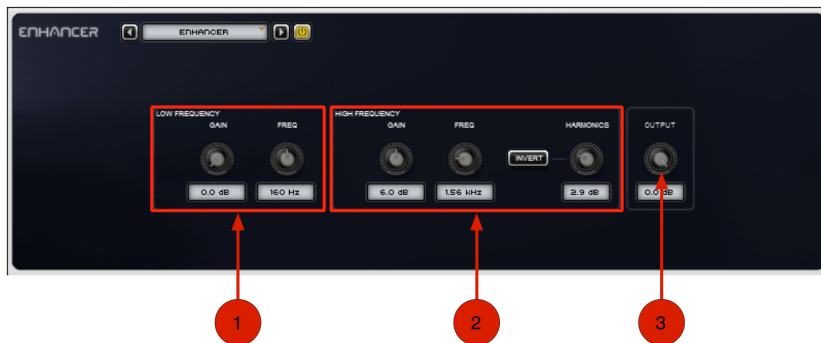 ENHANCER
ENHANCER
LOW FREQUENCY
GAIN
FREQ
0.0 dB
160 Hz
HIGH FREQUENCY
GAIN
FREQ
HARMONICS
INVERT
6.0 dB
1.56 kHz
2.9 dB
OUTPUT
0.0 dB
1
2
3